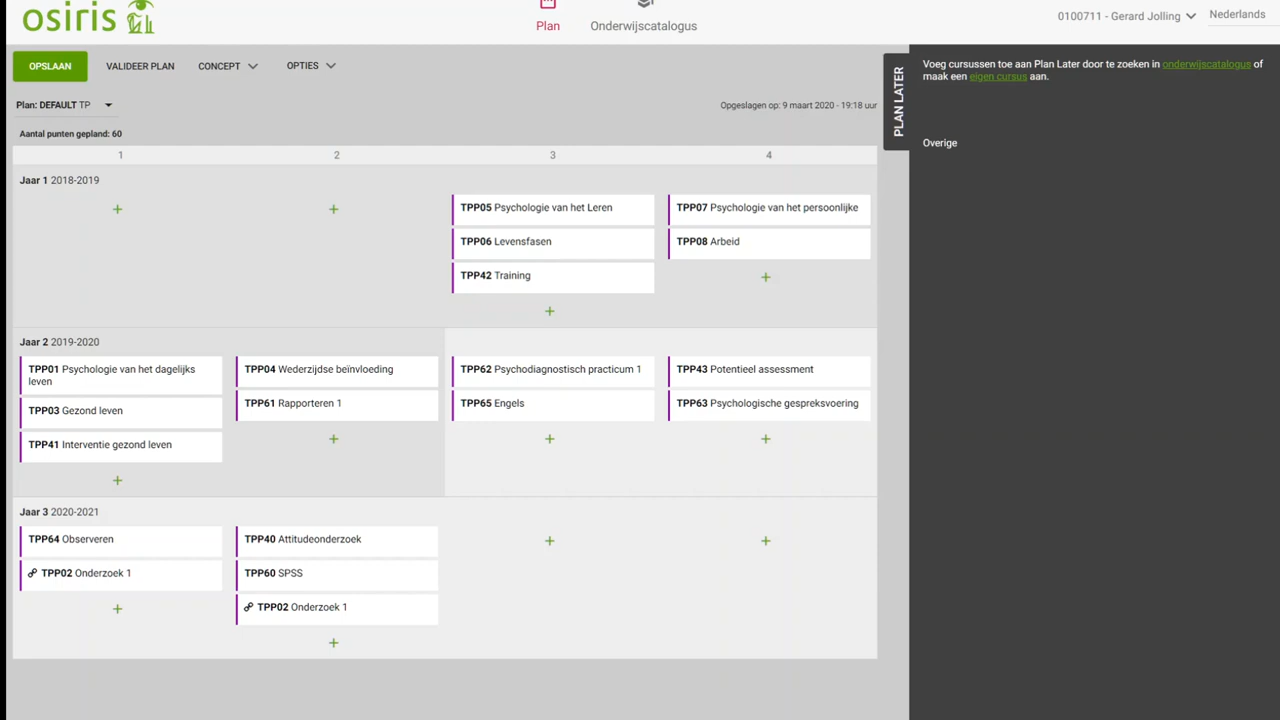 osiris
Plan
Onderwijscatalogus
0100711 - Gerard Jolling
Nederlands
OPSLAAN
VALIDEER PLAN
CONCEPT
OPTIES
Plan: DEFAULT TP
Opgeslagen op: 9 maart 2020 - 19:18 uur
Aantal punten gepland: 60
1 2 3 4
Jaar 1 2018-2019
+ +
TPP05 Psychologie van het Leren
TPP06 Levensfasen
TPP42 Training
+
TPP07 Psychologie van het persoonlijke
TPP08 Arbeid
+
Jaar 2 2019-2020
TPP01 Psychologie van het dagelijks
leven
TPP03 Gezond leven
TPP41 Interventie gezond leven
+
TPP04 Wederzijdse beïnvloeding
TPP61 Rapporteren 1
+
TPP62 Psychodiagnostisch practicum 1
TPP65 Engels
+
TPP43 Potentieel assessment
TPP63 Psychologische gespreksvoering
+
Jaar 3 2020-2021
TPP64 Observeren
TPP02 Onderzoek 1
+
TPP40 Attitudeonderzoek
TPP60 SPSS
TPP02 Onderzoek 1
+
+ +
PLAN LATER
Voeg cursussen toe aan Plan Later door te zoeken in onderwijscatalogus of
maak een eigen cursus aan.
Overige